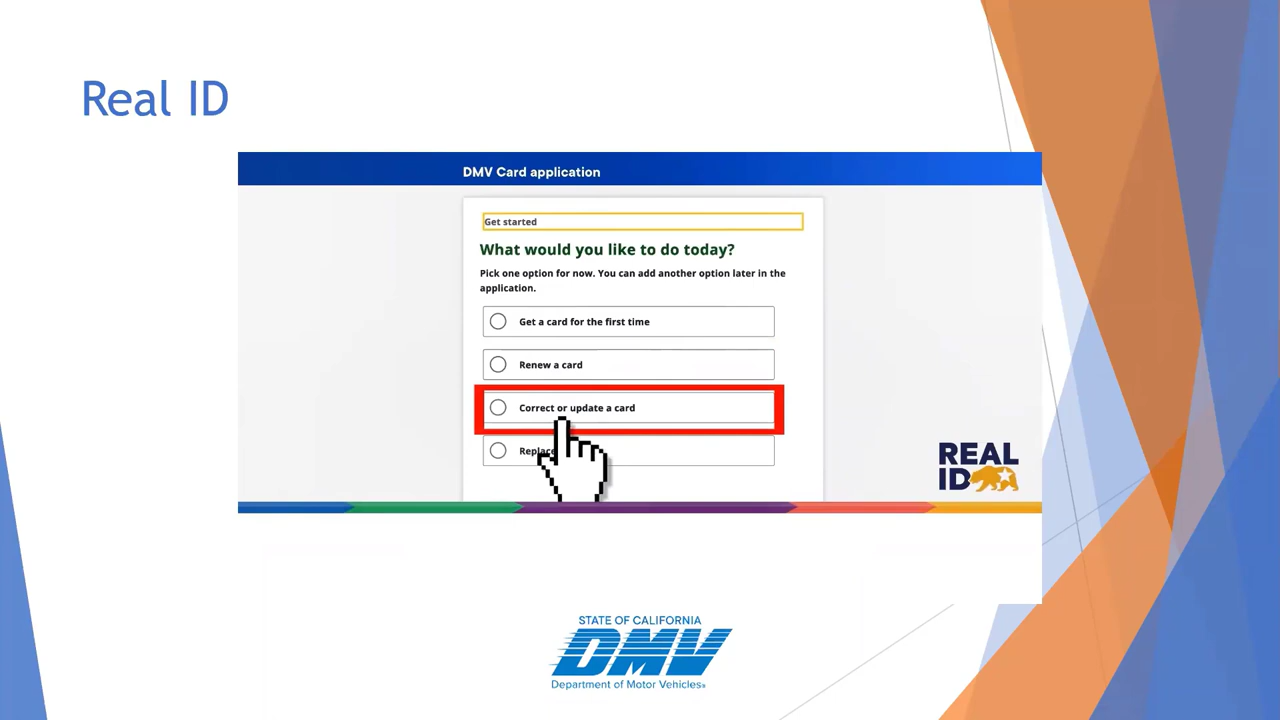 Real ID
DMV Card application
Get started
What would you like to do today?
Pick one option for now. You can add another option later in the
application.
Get a card for the first time
Renew a card
Correct or update a card
Replace
REAL
ID
STATE OF CALIFORNIA
DMV
Department of Motor Vehicles